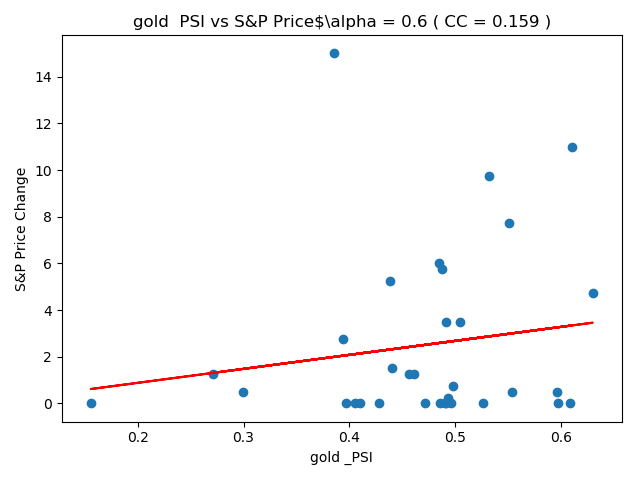 gold  PSI vs S&P Price$\alpha = 0.6 ( CC = 0.159 )
14
12
10
8
6
4
2
0
S&P Price Change
0.2 0.3 0.4 0.5 0.6
gold _PSI